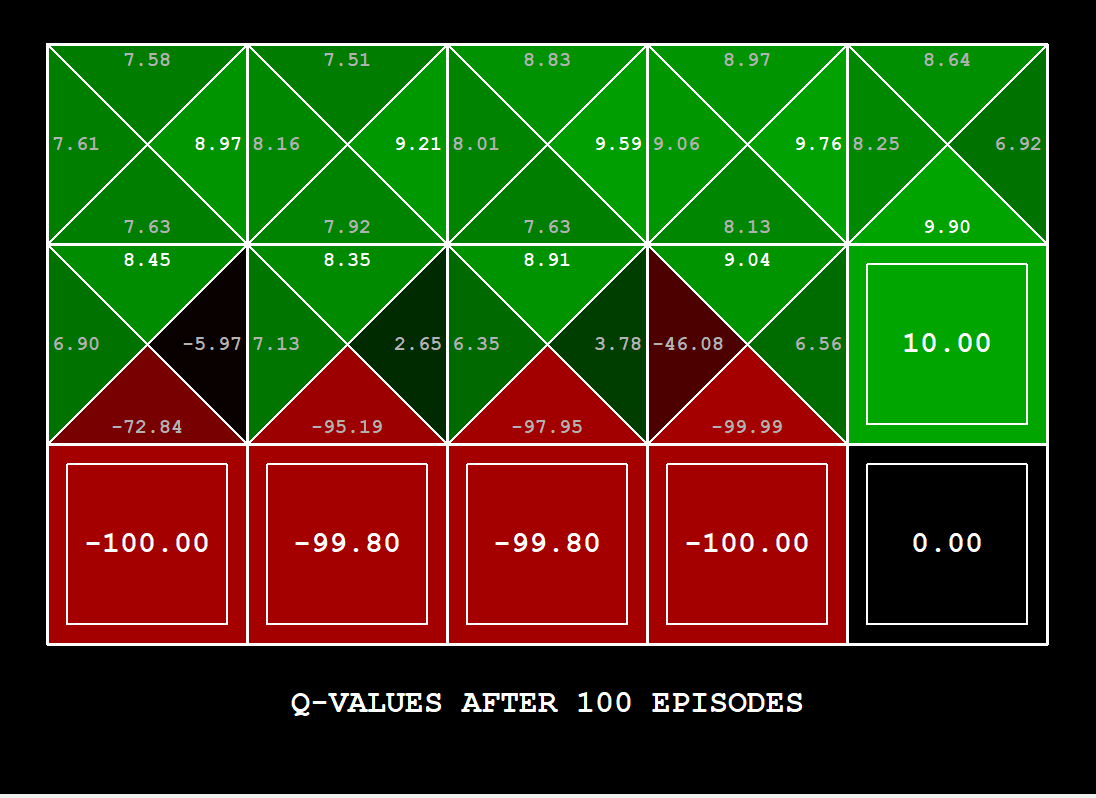 7.58 7.51 8.83 8.97 8.64
7.61 8.97 8.16 9.21 8.01 9.59 9.06 9.76 8.25 6.92
7.63 7.92 7.63 8.13 9.90
8.45 8.35 8.91 9.04
6.90 -5.97 7.13 2.65 6.35 3.78 -46.08 6.56 10.00
-72.84 -95.19 -97.95 -99.99
-100.00 -99.80 -99.80 -100.00 0.00
Q-VALUES AFTER 100 EPISODES